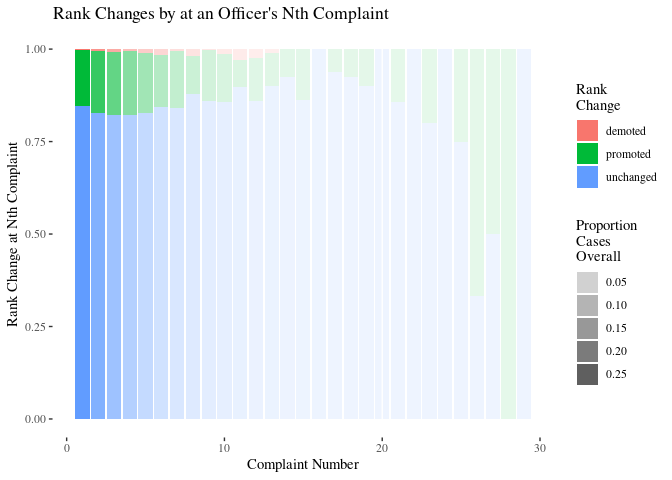 Rank Changes by at an Officer's Nth Complaint
Rank Change at Nth Complaint
1.00
0.75
0.50
0.25
0.00
0
10
20
30
Complaint Number
Rank
Change
demoted
promoted
unchanged
Proportion
Cases
Overall
0.05
0.10
0.15
0.20
0.25